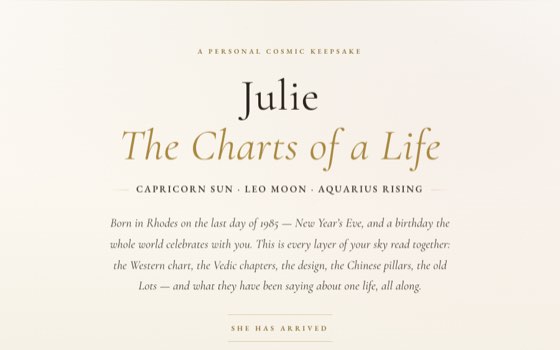 A PERSONAL COSMIC KEEPSAKE
Julie
The Charts of a Life
CAPRICORN SUN · LEO MOON · AQUARIUS RISING
Born in Rhodes on the last day of 1985 — New Year's Eve, and a birthday the
whole world celebrates with you. This is every layer of your sky read together:
the Western chart, the Vedic chapters, the design, the Chinese pillars, the old
Lots — and what they have been saying about one life, all along.
SHE HAS ARRIVED